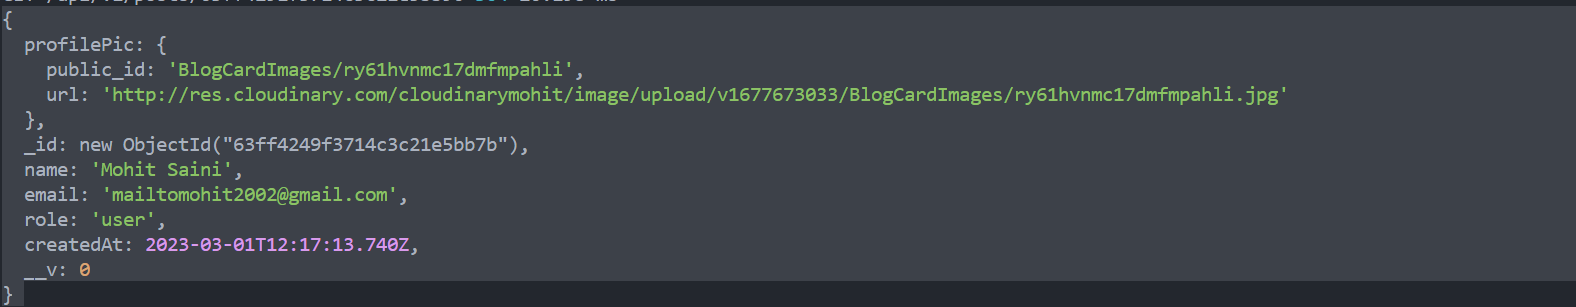 {
  profilePic: {
    public_id: 'BlogCardImages/ry61hvnmc17dmfmpahli',
    url: 'http://res.cloudinary.com/cloudinarymohit/image/upload/v1677673033/BlogCardImages/ry61hvnmc17dmfmpahli.jpg'
  },
  _id: new ObjectId("63ff4249f3714c3c21e5bb7b"),
  name: 'Mohit Saini',
  email: 'mailtomohit2002@gmail.com',
  role: 'user',
  createdAt: 2023-03-01T12:17:13.740Z,
  __v: 0
}